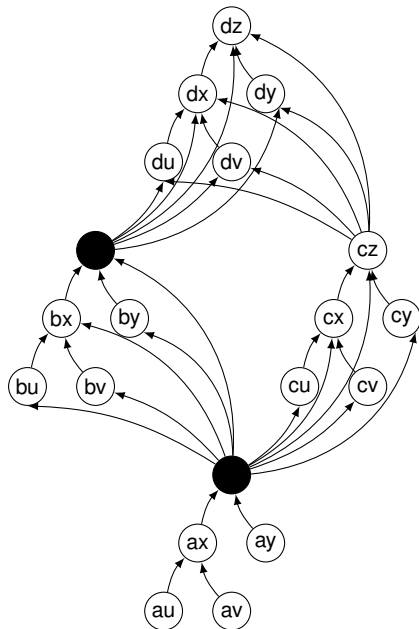 dz
dx dy
du dv
cz
bx by cx cy
bu bv cu cv
ax ay
au av